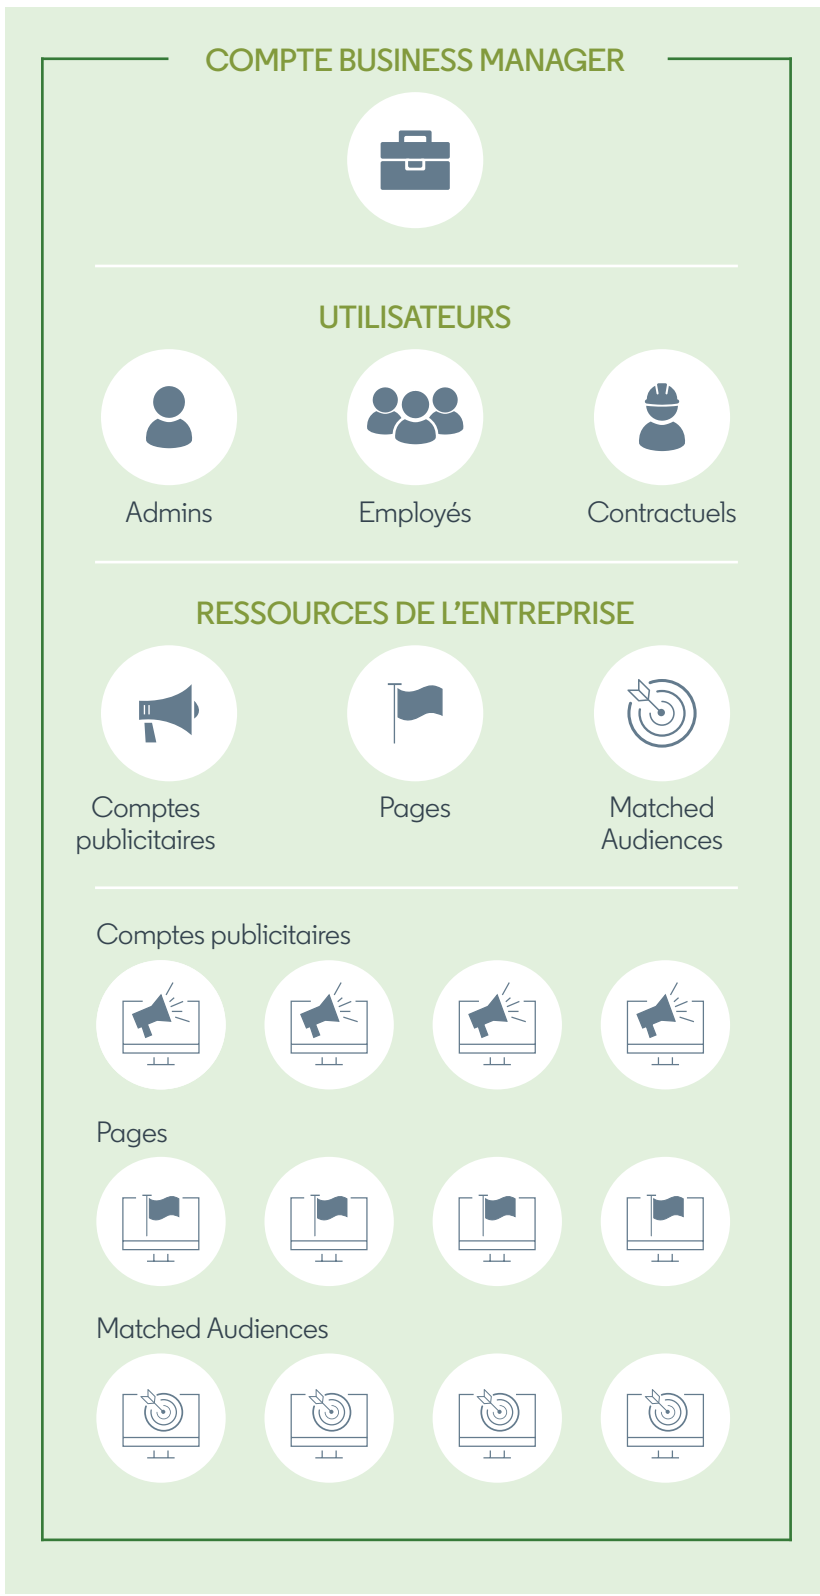 COMPTE BUSINESS MANAGER
UTILISATEURS
Admins
Employés
Contractuels
RESSOURCES DE L’ENTREPRISE
Comptes
publicitaires
Pages
Matched
Audiences
Comptes publicitaires
Pages
Matched Audiences